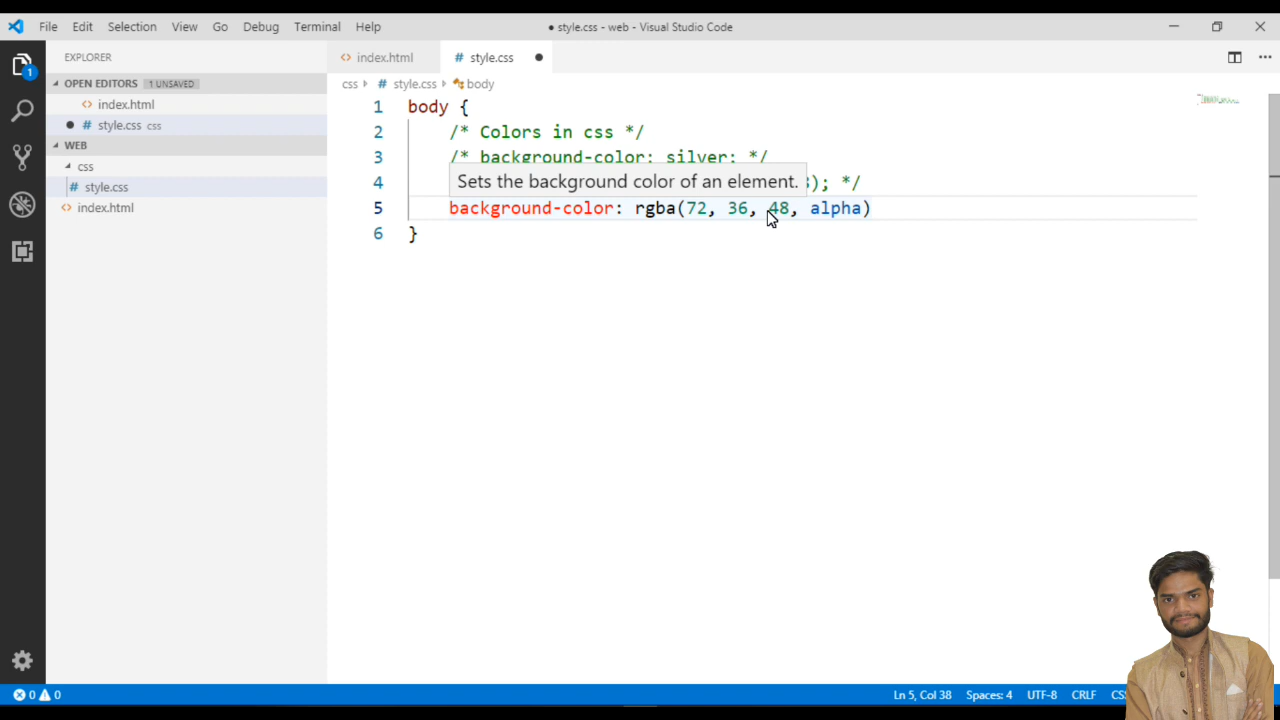 File Edit Selection View Go Debug Terminal Help ● style.css - web - Visual Studio Code
EXPLORER
OPEN EDITORS 1 UNSAVED
index.html
style.css css
WEB
css
style.css
index.html
index.html style.css
css style.css body
1 body {
2 /* Colors in css */
3 /* background-color: silver; */
Sets the background color of an element.
4 ); */
5 background-color: rgba(72, 36, 48, alpha)
6 }
1
0 0 Ln 5, Col 38 Spaces: 4 UTF-8 CRLF